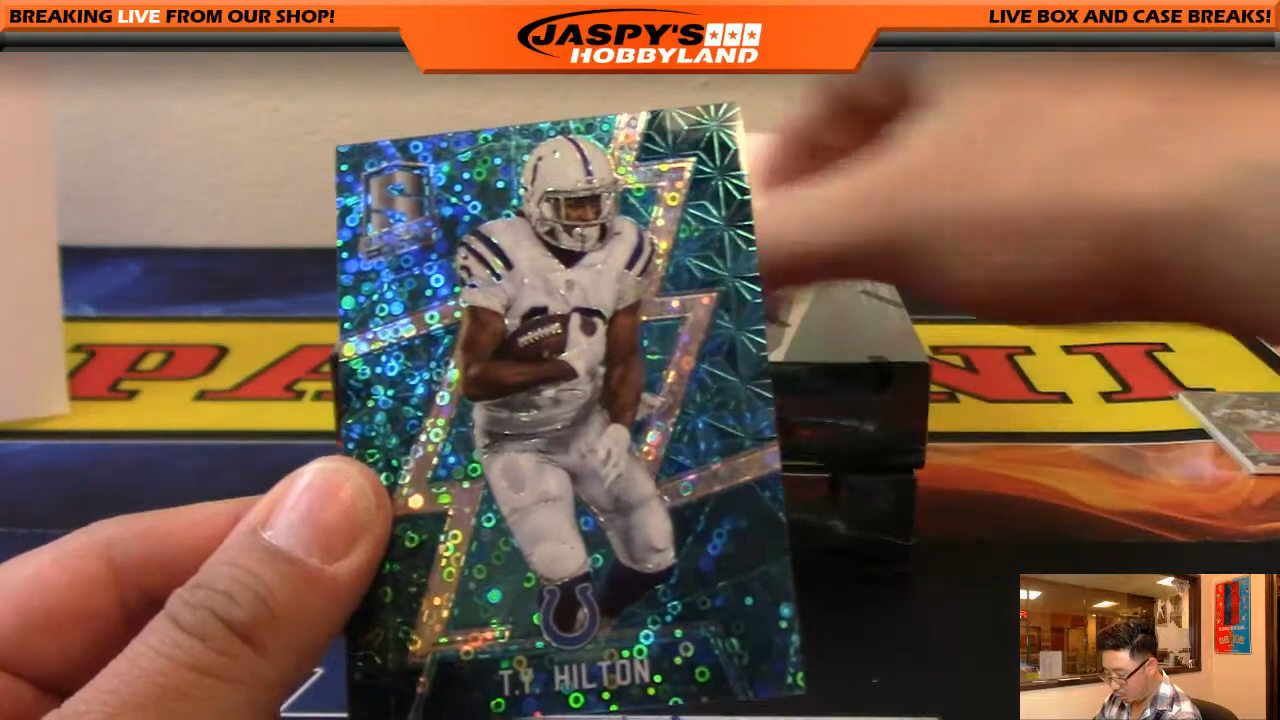 BREAKING LIVE FROM OUR SHOP!
JASPY'S
HOBBYLAND
LIVE BOX AND CASE BREAKS!
T.Y. HILTON